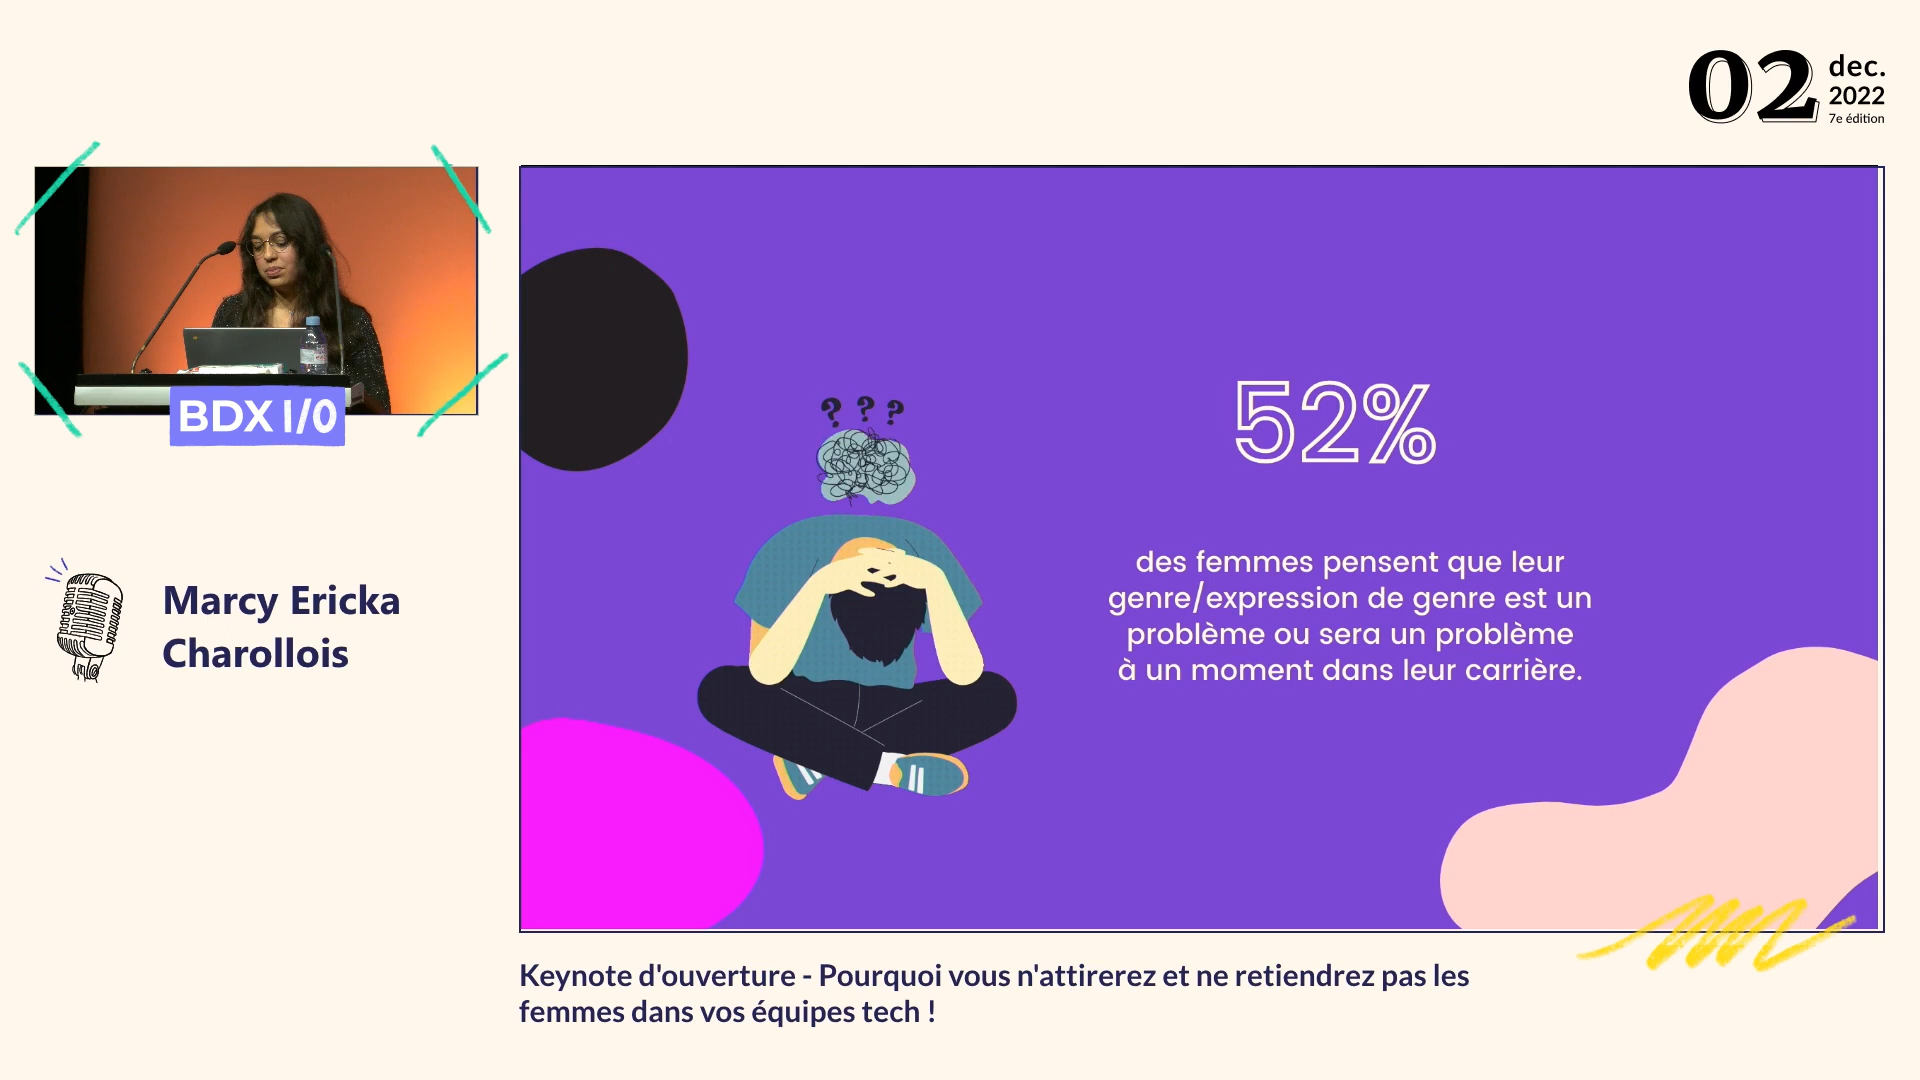 02
dec.
2022
7e édition
BDX I/O
Marcy Ericka
Charollois
? ? ?
52%
des femmes pensent que leur
genre/expression de genre est un
problème ou sera un problème
à un moment dans leur carrière.
Keynote d'ouverture - Pourquoi vous n'attirerez et ne retiendrez pas les
femmes dans vos équipes tech !